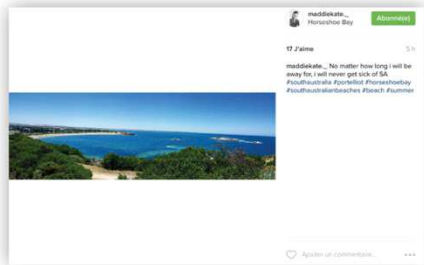 maddiekate._
Horseshoe Bay
Abonné(e)
17 J'aime
5 h
maddiekate._ No matter how long i will be
away for, i will never get sick of SA
#southaustralia #portelliot #horseshoebay
#southaustralianbeaches #beach #summer
Ajouter un commentaire...